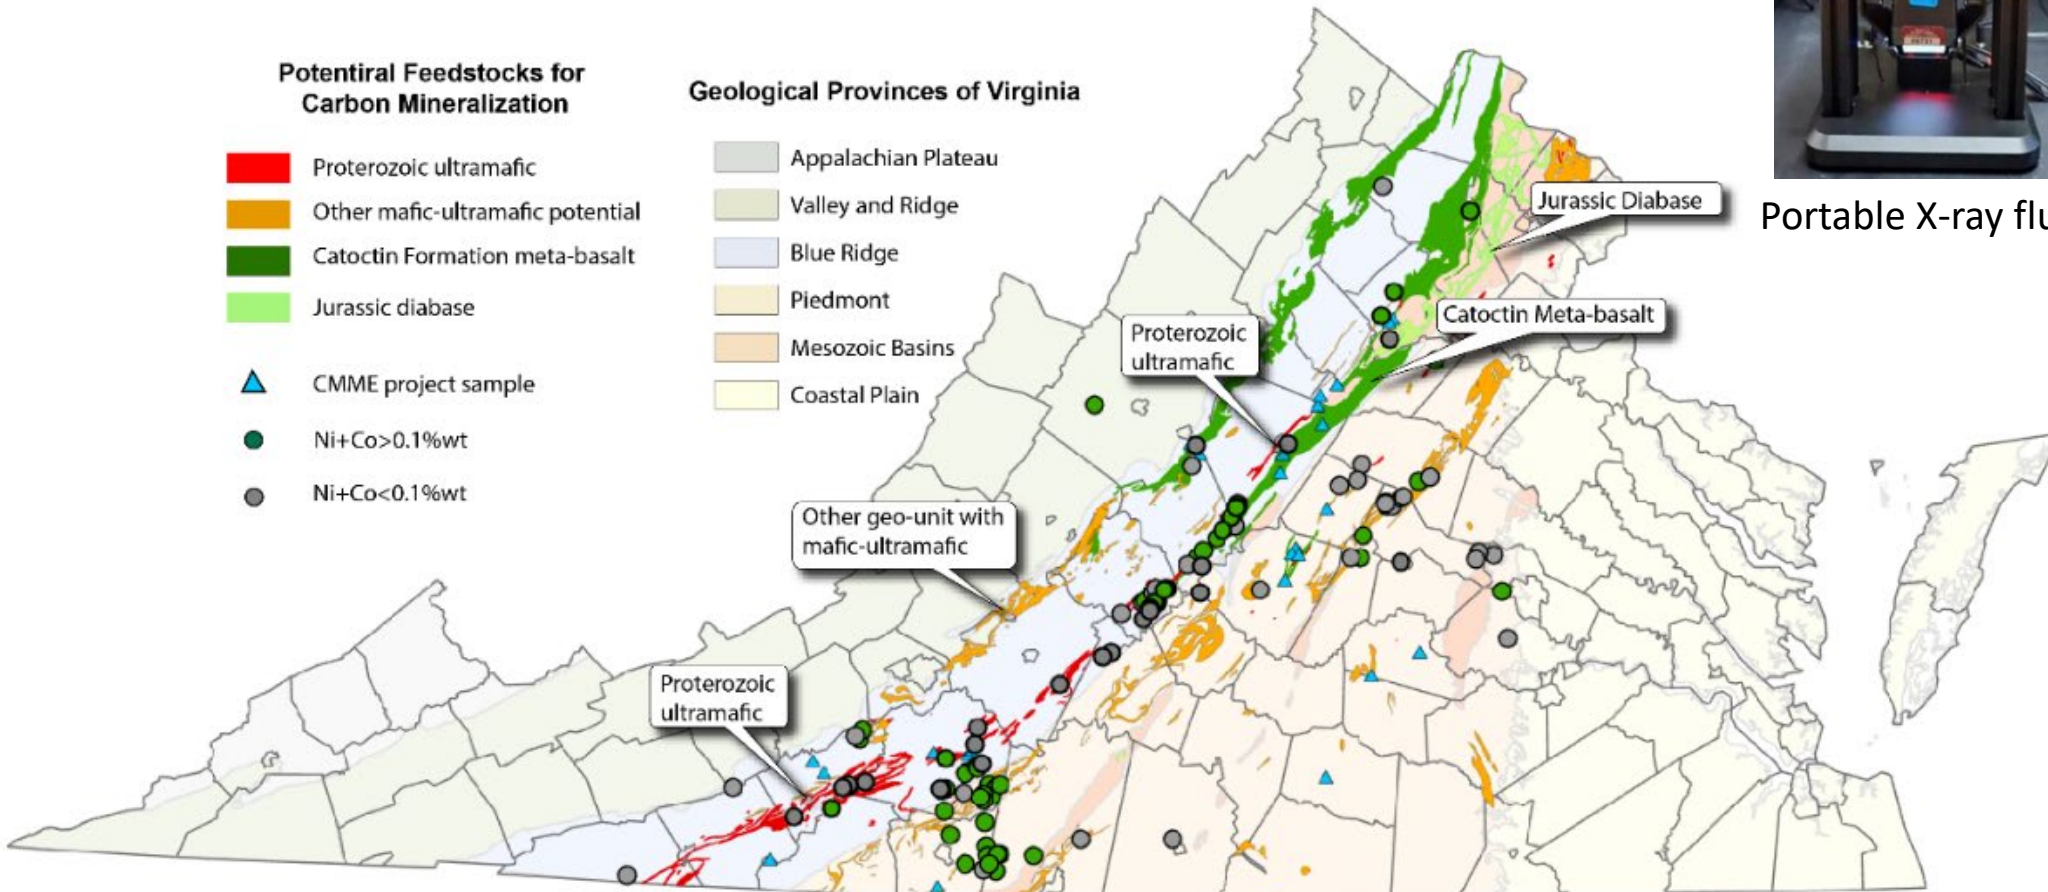 Potentiral Feedstocks for
Carbon Mineralization
Proterozoic ultramafic
Other mafic-ultramafic potential
Catoctin Formation meta-basalt
Jurassic diabase
CMME project sample
Ni+Co>0.1%wt
Ni+Co<0.1%wt
Geological Provinces of Virginia
Appalachian Plateau
Valley and Ridge
Blue Ridge
Piedmont
Mesozoic Basins
Coastal Plain
Jurassic Diabase
Portable X-ray flu
Catoctin Meta-basalt
Proterozoic
ultramafic
Other geo-unit with
mafic-ultramafic
Proterozoic
ultramafic